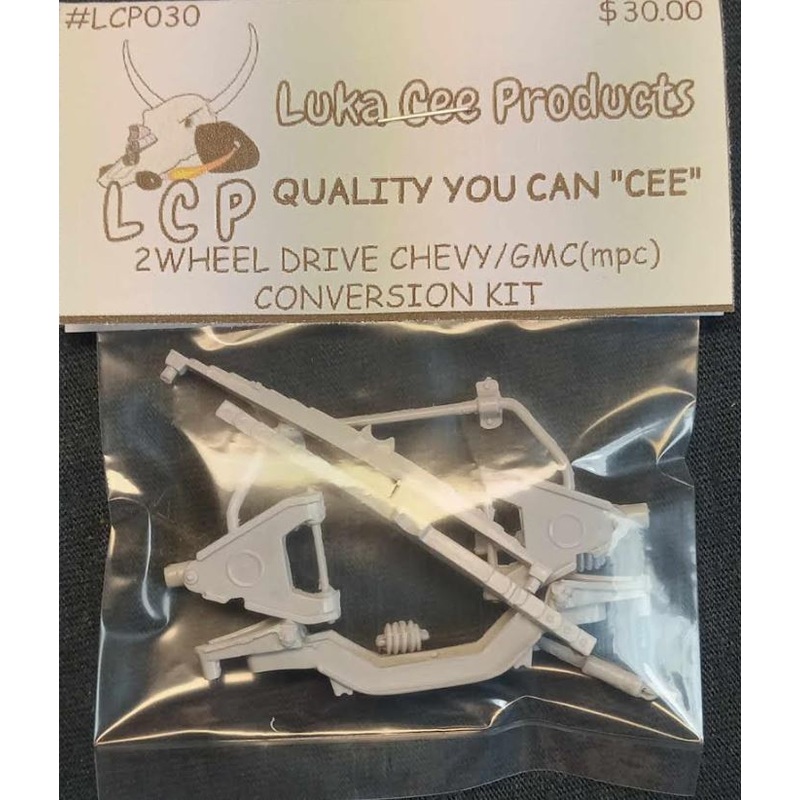 #LCP030
$30.00
Luka Cee Products
LCP
QUALITY YOU CAN "CEE"
2WHEEL DRIVE CHEVY/GMC(mpc)
CONVERSION KIT